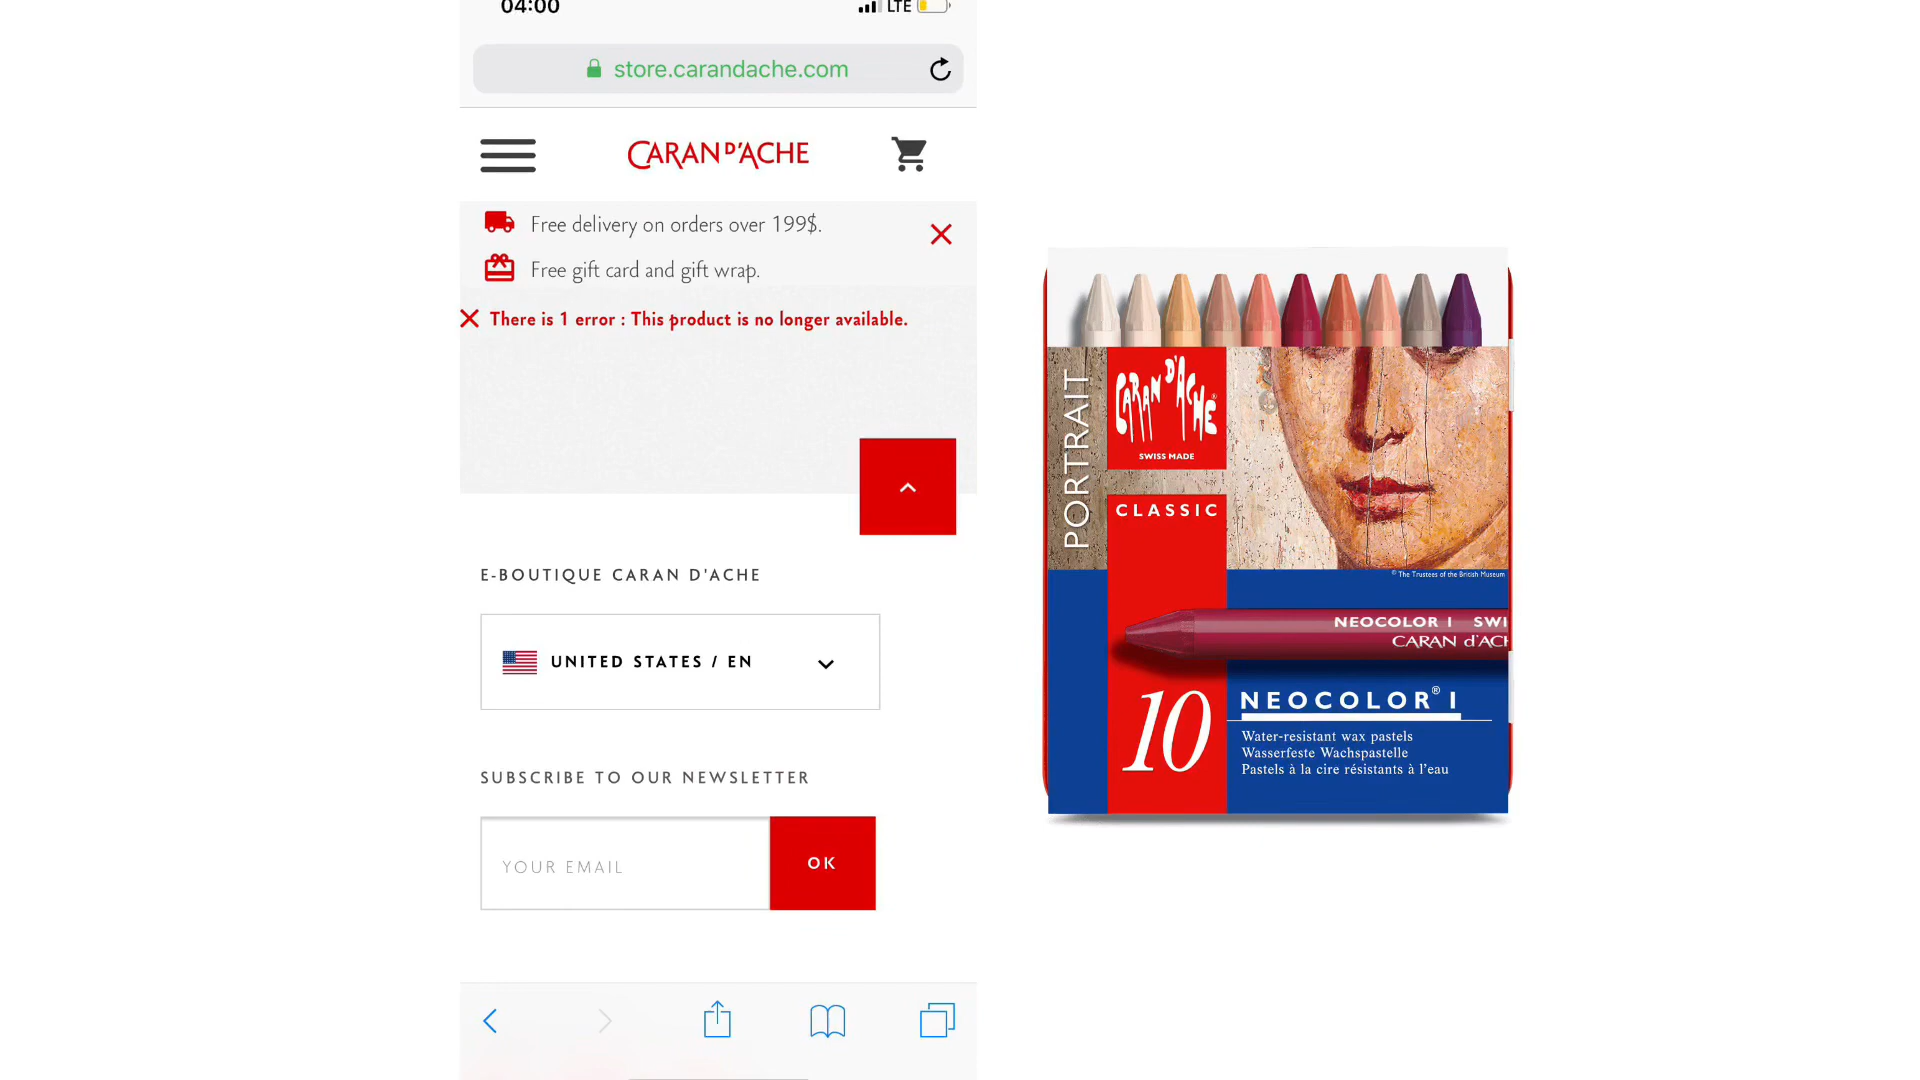 04:00
LTE
store.carandache.com
CARAN D'ACHE
Free delivery on orders over 199$.
Free gift card and gift wrap.
There is 1 error : This product is no longer available.
E-BOUTIQUE CARAN D'ACHE
UNITED STATES / EN
SUBSCRIBE TO OUR NEWSLETTER
YOUR EMAIL
OK
PORTRAIT
CARAN D'ACHE®
SWISS MADE
CLASSIC
© The Trustees of the British Museum
NEOCOLOR I SWI
CARAN d'ACH
10
NEOCOLOR® I
Water-resistant wax pastels
Wasserfeste Wachspastelle
Pastels à la cire résistants à l'eau